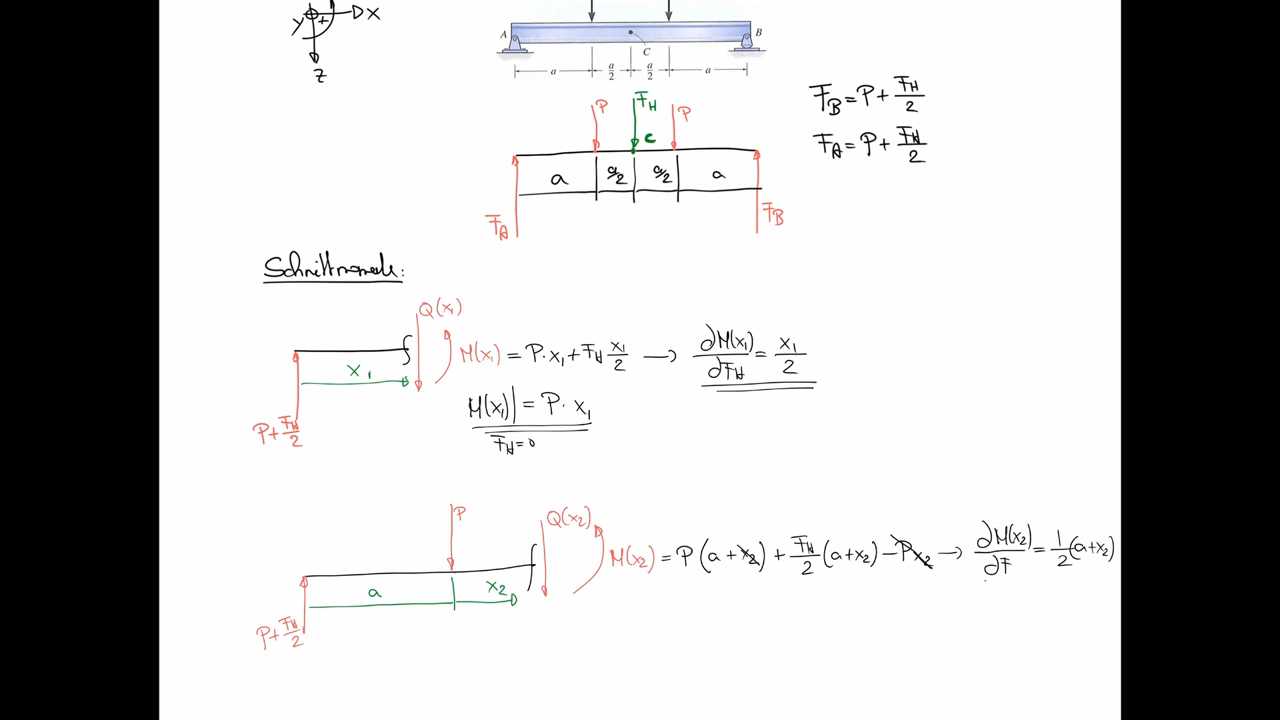 Y + X
Z
A B
C
a a/2 a/2 a
P F_H P
C
a a/2 a/2 a
F_A F_B
F_B = P + F_H/2
F_A = P + F_H/2
Schnittmomente:
Q(x₁)
M(x₁) = P·x₁ + F_H x₁/2 → ∂M(x₁)/∂F_H = x₁/2
x₁
P + F_H/2
M(x₁)| = P · x₁
F_H=0
P
Q(x₂)
M(x₂) = P(a + x₂) + F_H/2 (a+x₂) – P x₂ → ∂M(x₂)/∂F = 1/2 (a+x₂)
a x₂
P + F_H/2